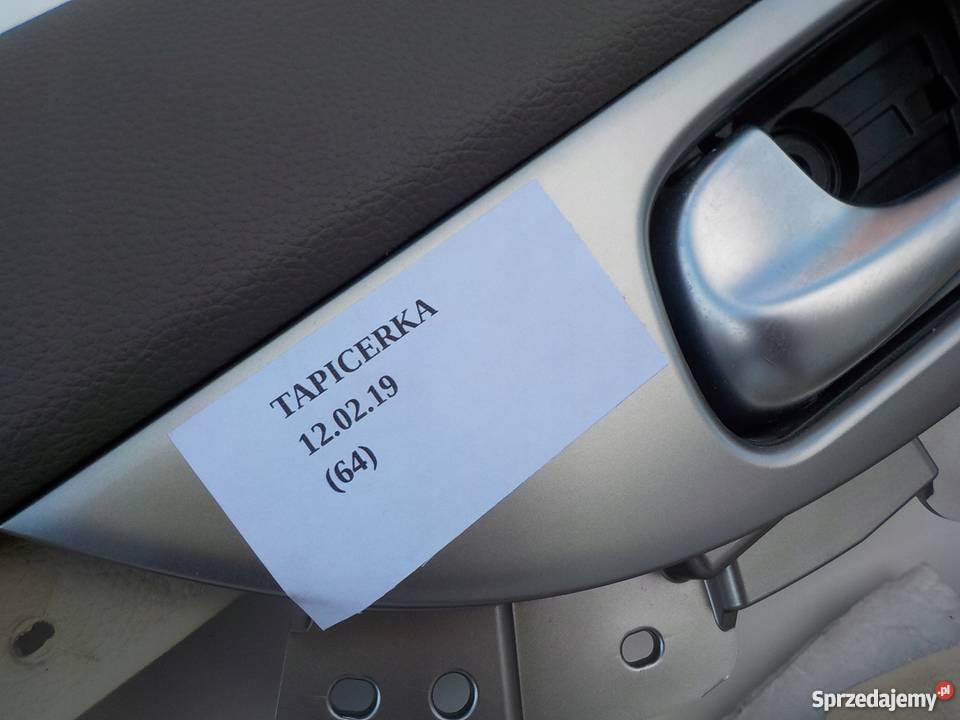 TAPICERKA
12.02.19
(64)
Sprzedajemy.pl